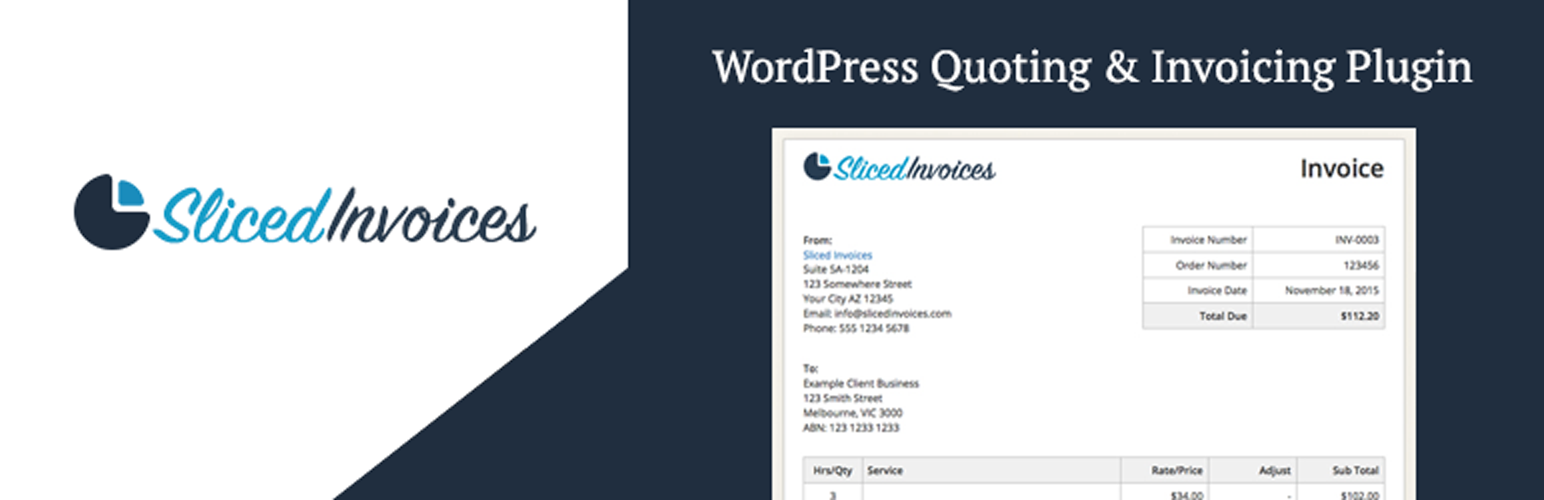 WordPress Quoting & Invoicing Plugin
SlicedInvoices
SlicedInvoices
Invoice
From:
Sliced Invoices
Suite 5A-1204
123 Somewhere Street
Your City AZ 12345
Email: info@slicedinvoices.com
Phone: 555 1234 5678
Invoice Number INV-0003
Order Number 123456
Invoice Date November 18, 2015
Total Due $112.20
To:
Example Client Business
123 Smith Street
Melbourne, VIC 3000
ABN: 123 1233 1233
Hrs/Qty Service Rate/Price Adjust Sub Total
3 $34.00 - $102.00